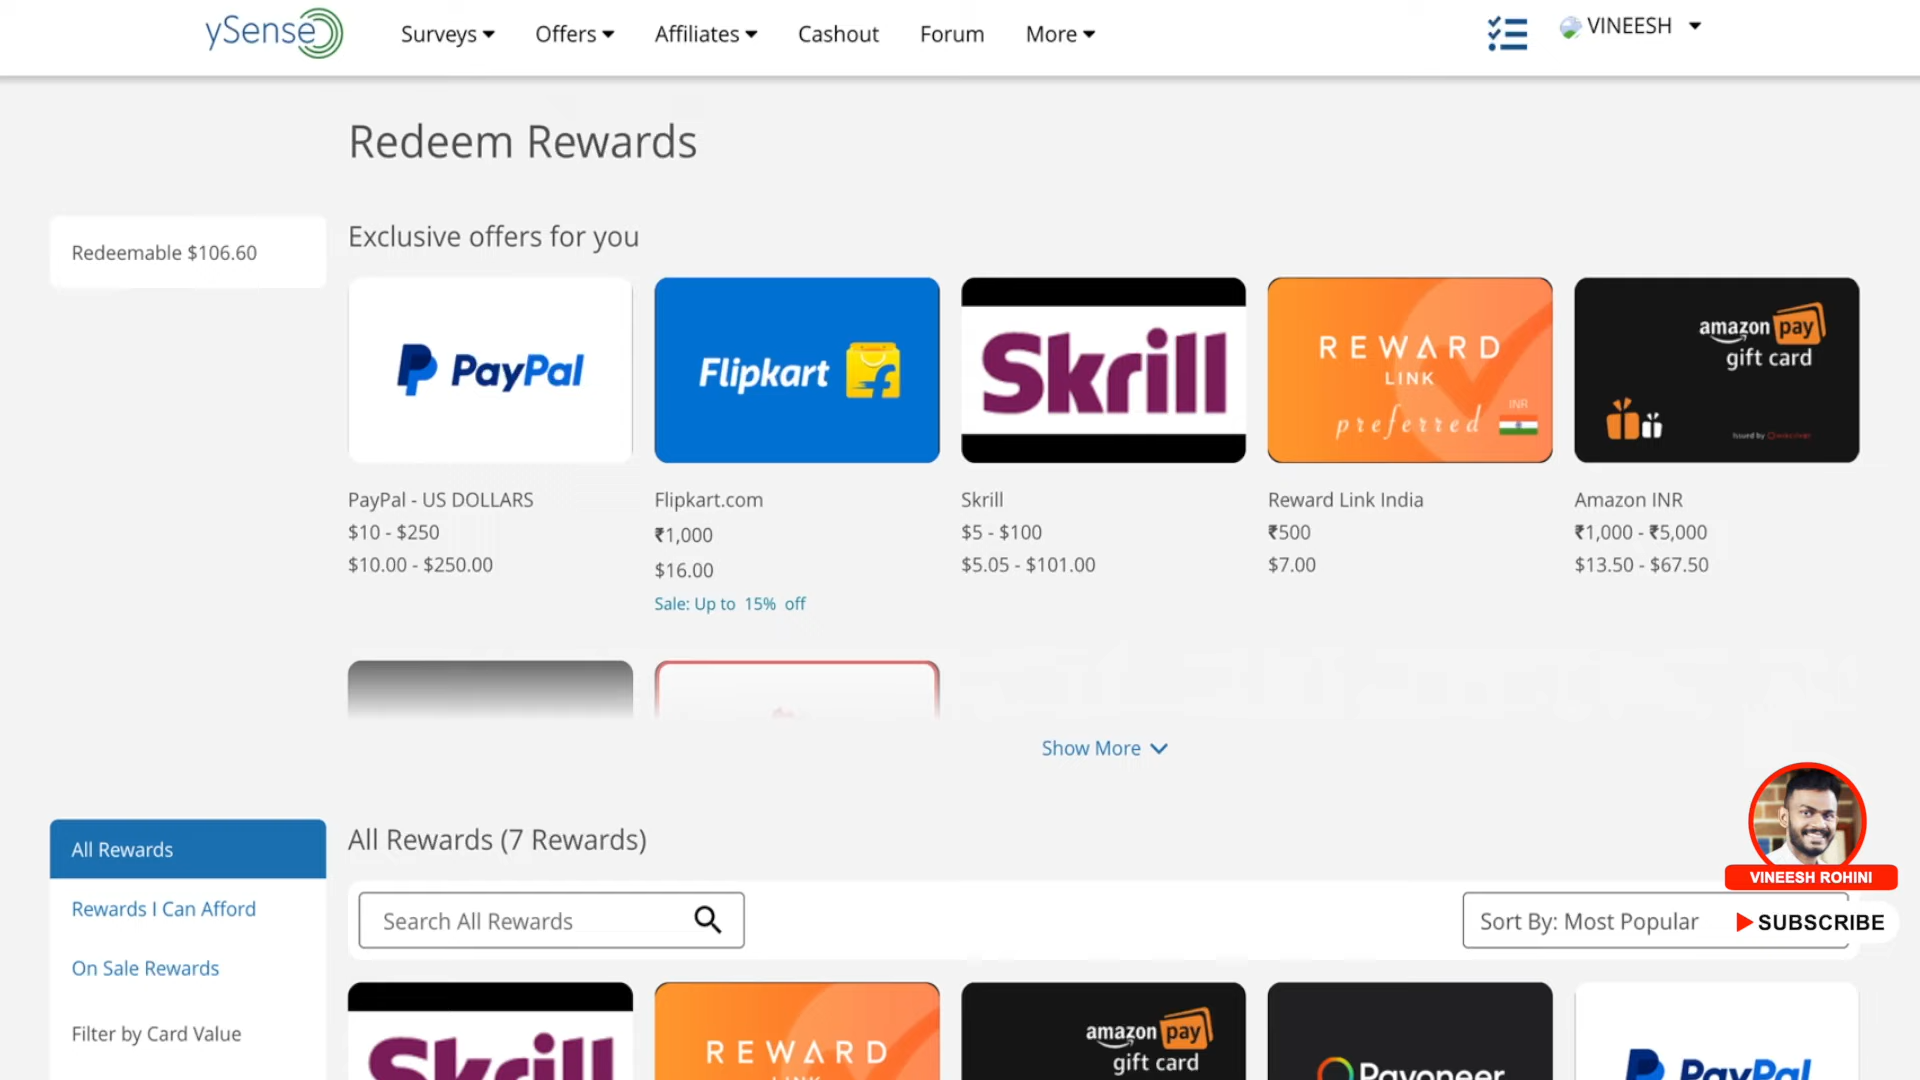 ySense
Surveys
Offers
Affiliates
Cashout
Forum
More
VINEESH
Redeem Rewards
Redeemable $106.60
Exclusive offers for you
PayPal
Flipkart
Skrill
REWARD
LINK
preferred
INR
amazon pay
gift card
PayPal - US DOLLARS
$10 - $250
$10.00 - $250.00
Flipkart.com
₹1,000
$16.00
Sale: Up to 15% off
Skrill
$5 - $100
$5.05 - $101.00
Reward Link India
₹500
$7.00
Amazon INR
₹1,000 - ₹5,000
$13.50 - $67.50
Show More
All Rewards
Rewards I Can Afford
On Sale Rewards
Filter by Card Value
All Rewards (7 Rewards)
Search All Rewards
Sort By: Most Popular
VINEESH ROHINI
SUBSCRIBE
Skrill
REWARD
LINK
amazon pay
gift card
Payoneer
PayPal